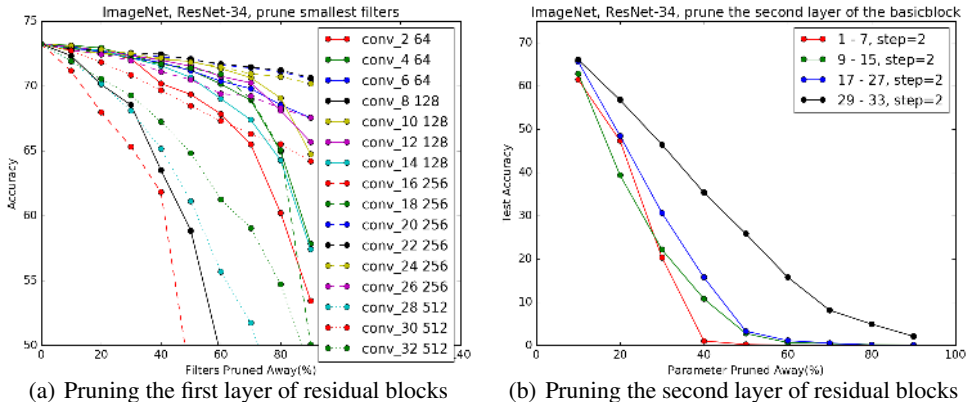 ImageNet, ResNet-34, prune smallest filters
75
70
65
60
55
50
Accuracy
0
20
40
60
80
140
Filters Pruned Away(%)
conv_2 64
conv_4 64
conv_6 64
conv_8 128
conv_10 128
conv_12 128
conv_14 128
conv_16 256
conv_18 256
conv_20 256
conv_22 256
conv_24 256
conv_26 256
conv_28 512
conv_30 512
conv_32 512
(a) Pruning the first layer of residual blocks
ImageNet, ResNet-34, prune the second layer of the basicblock
70
60
50
40
30
20
10
0
Test Accuracy
0
20
40
60
80
100
Parameter Pruned Away(%)
1 - 7, step=2
9 - 15, step=2
17 - 27, step=2
29 - 33, step=2
(b) Pruning the second layer of residual blocks